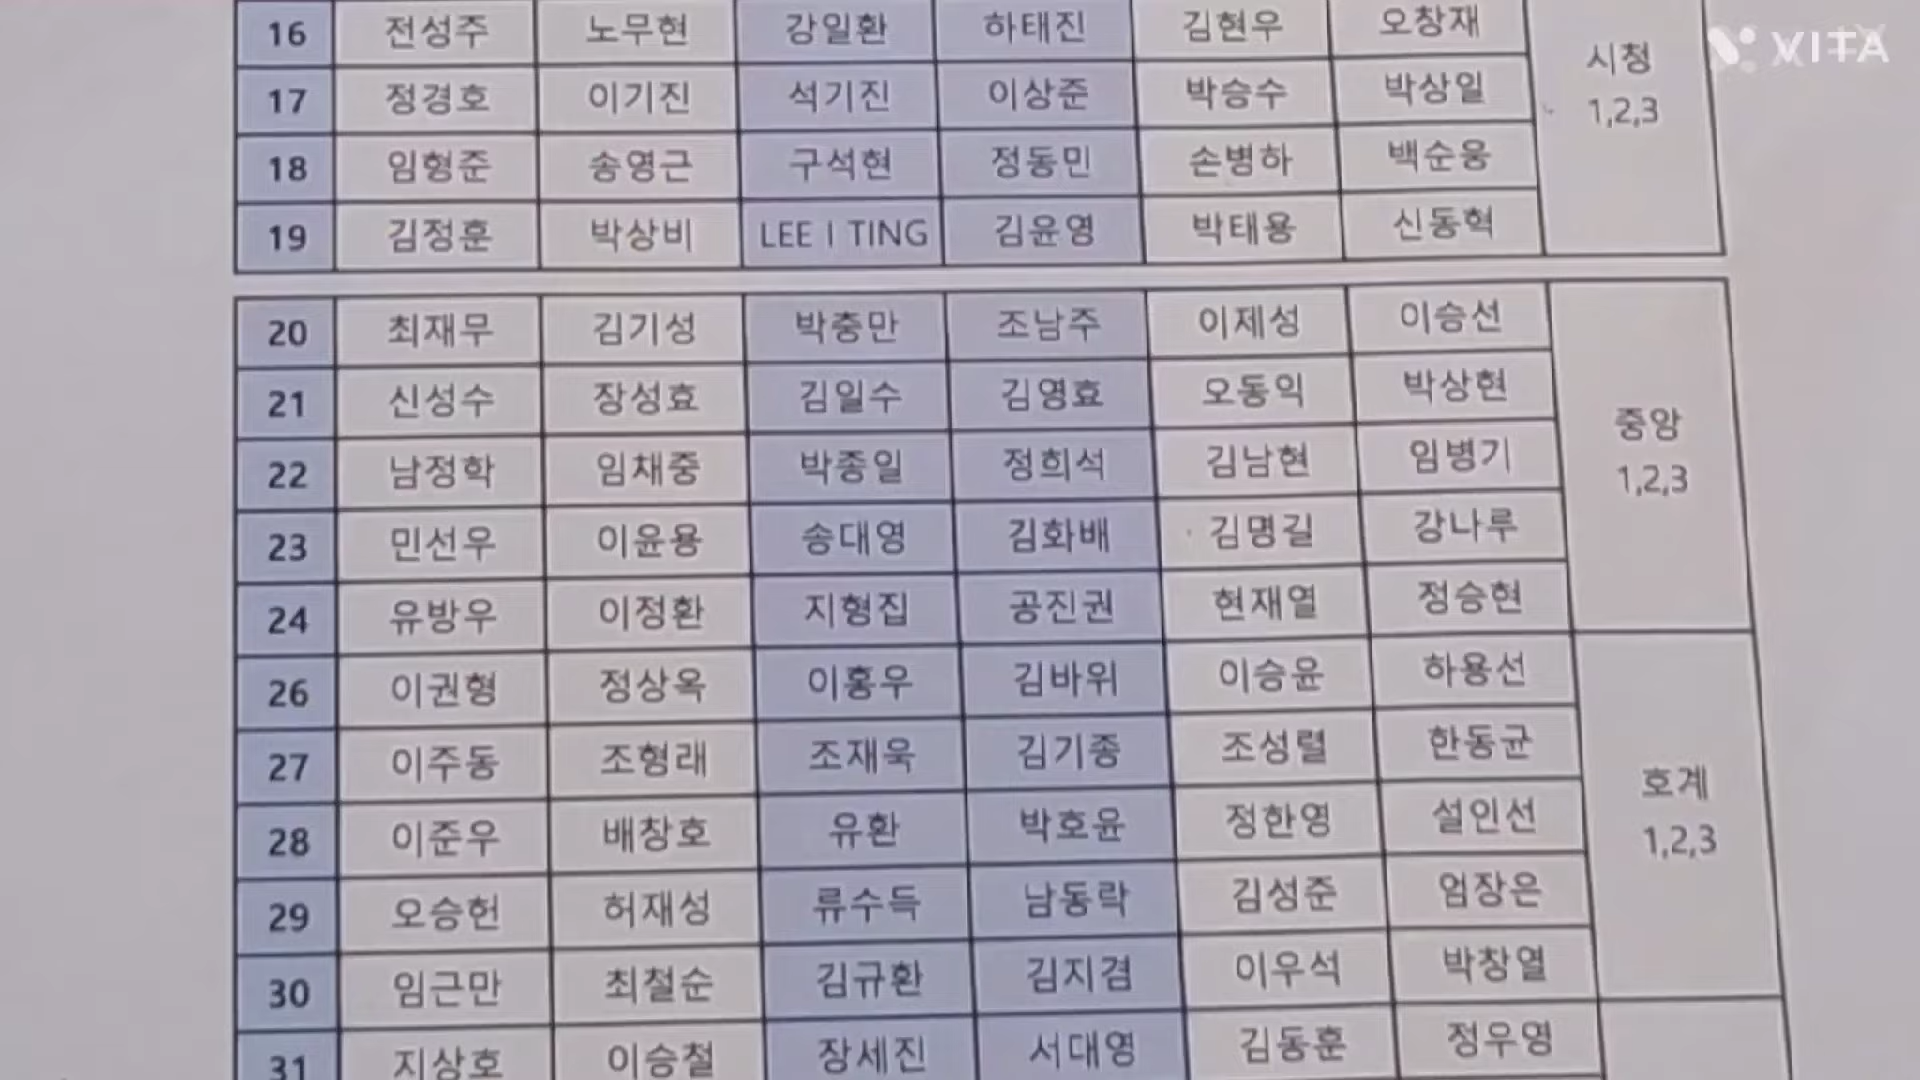 VITA
16 전성주 노무현 강일환 하태진 김현우 오창재
시청
17 정경호 이기진 석기진 이상준 박승수 박상일
1,2,3
18 임형준 송영근 구석현 정동민 손병하 백순웅
19 김정훈 박상비 LEE I TING 김윤영 박태용 신동혁
20 최재무 김기성 박충만 조남주 이제성 이승선
21 신성수 장성효 김일수 김영효 오동익 박상현
중앙
22 남정학 임채중 박종일 정희석 김남현 임병기
1,2,3
23 민선우 이윤용 송대영 김화배 김명길 강나루
24 유방우 이정환 지형집 공진권 현재열 정승현
26 이권형 정상옥 이홍우 김바위 이승윤 하용선
27 이주동 조형래 조재욱 김기종 조성렬 한동균
호계
28 이준우 배창호 유환 박호윤 정한영 설인선
1,2,3
29 오승헌 허재성 류수득 남동락 김성준 엄장은
30 임근만 최철순 김규환 김지겸 이우석 박창열
31 지상호 이승철 장세진 서대영 김동훈 정우영